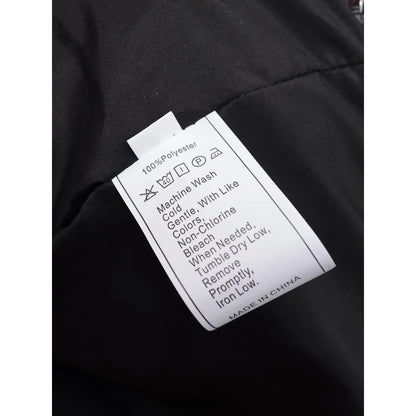 100%Polyester
Machine Wash
Cold
Gentle, With Like
Colors,
Non-Chlorine
Bleach
When Needed,
Tumble Dry Low,
Remove
Promptly,
Iron Low.
MADE IN CHINA